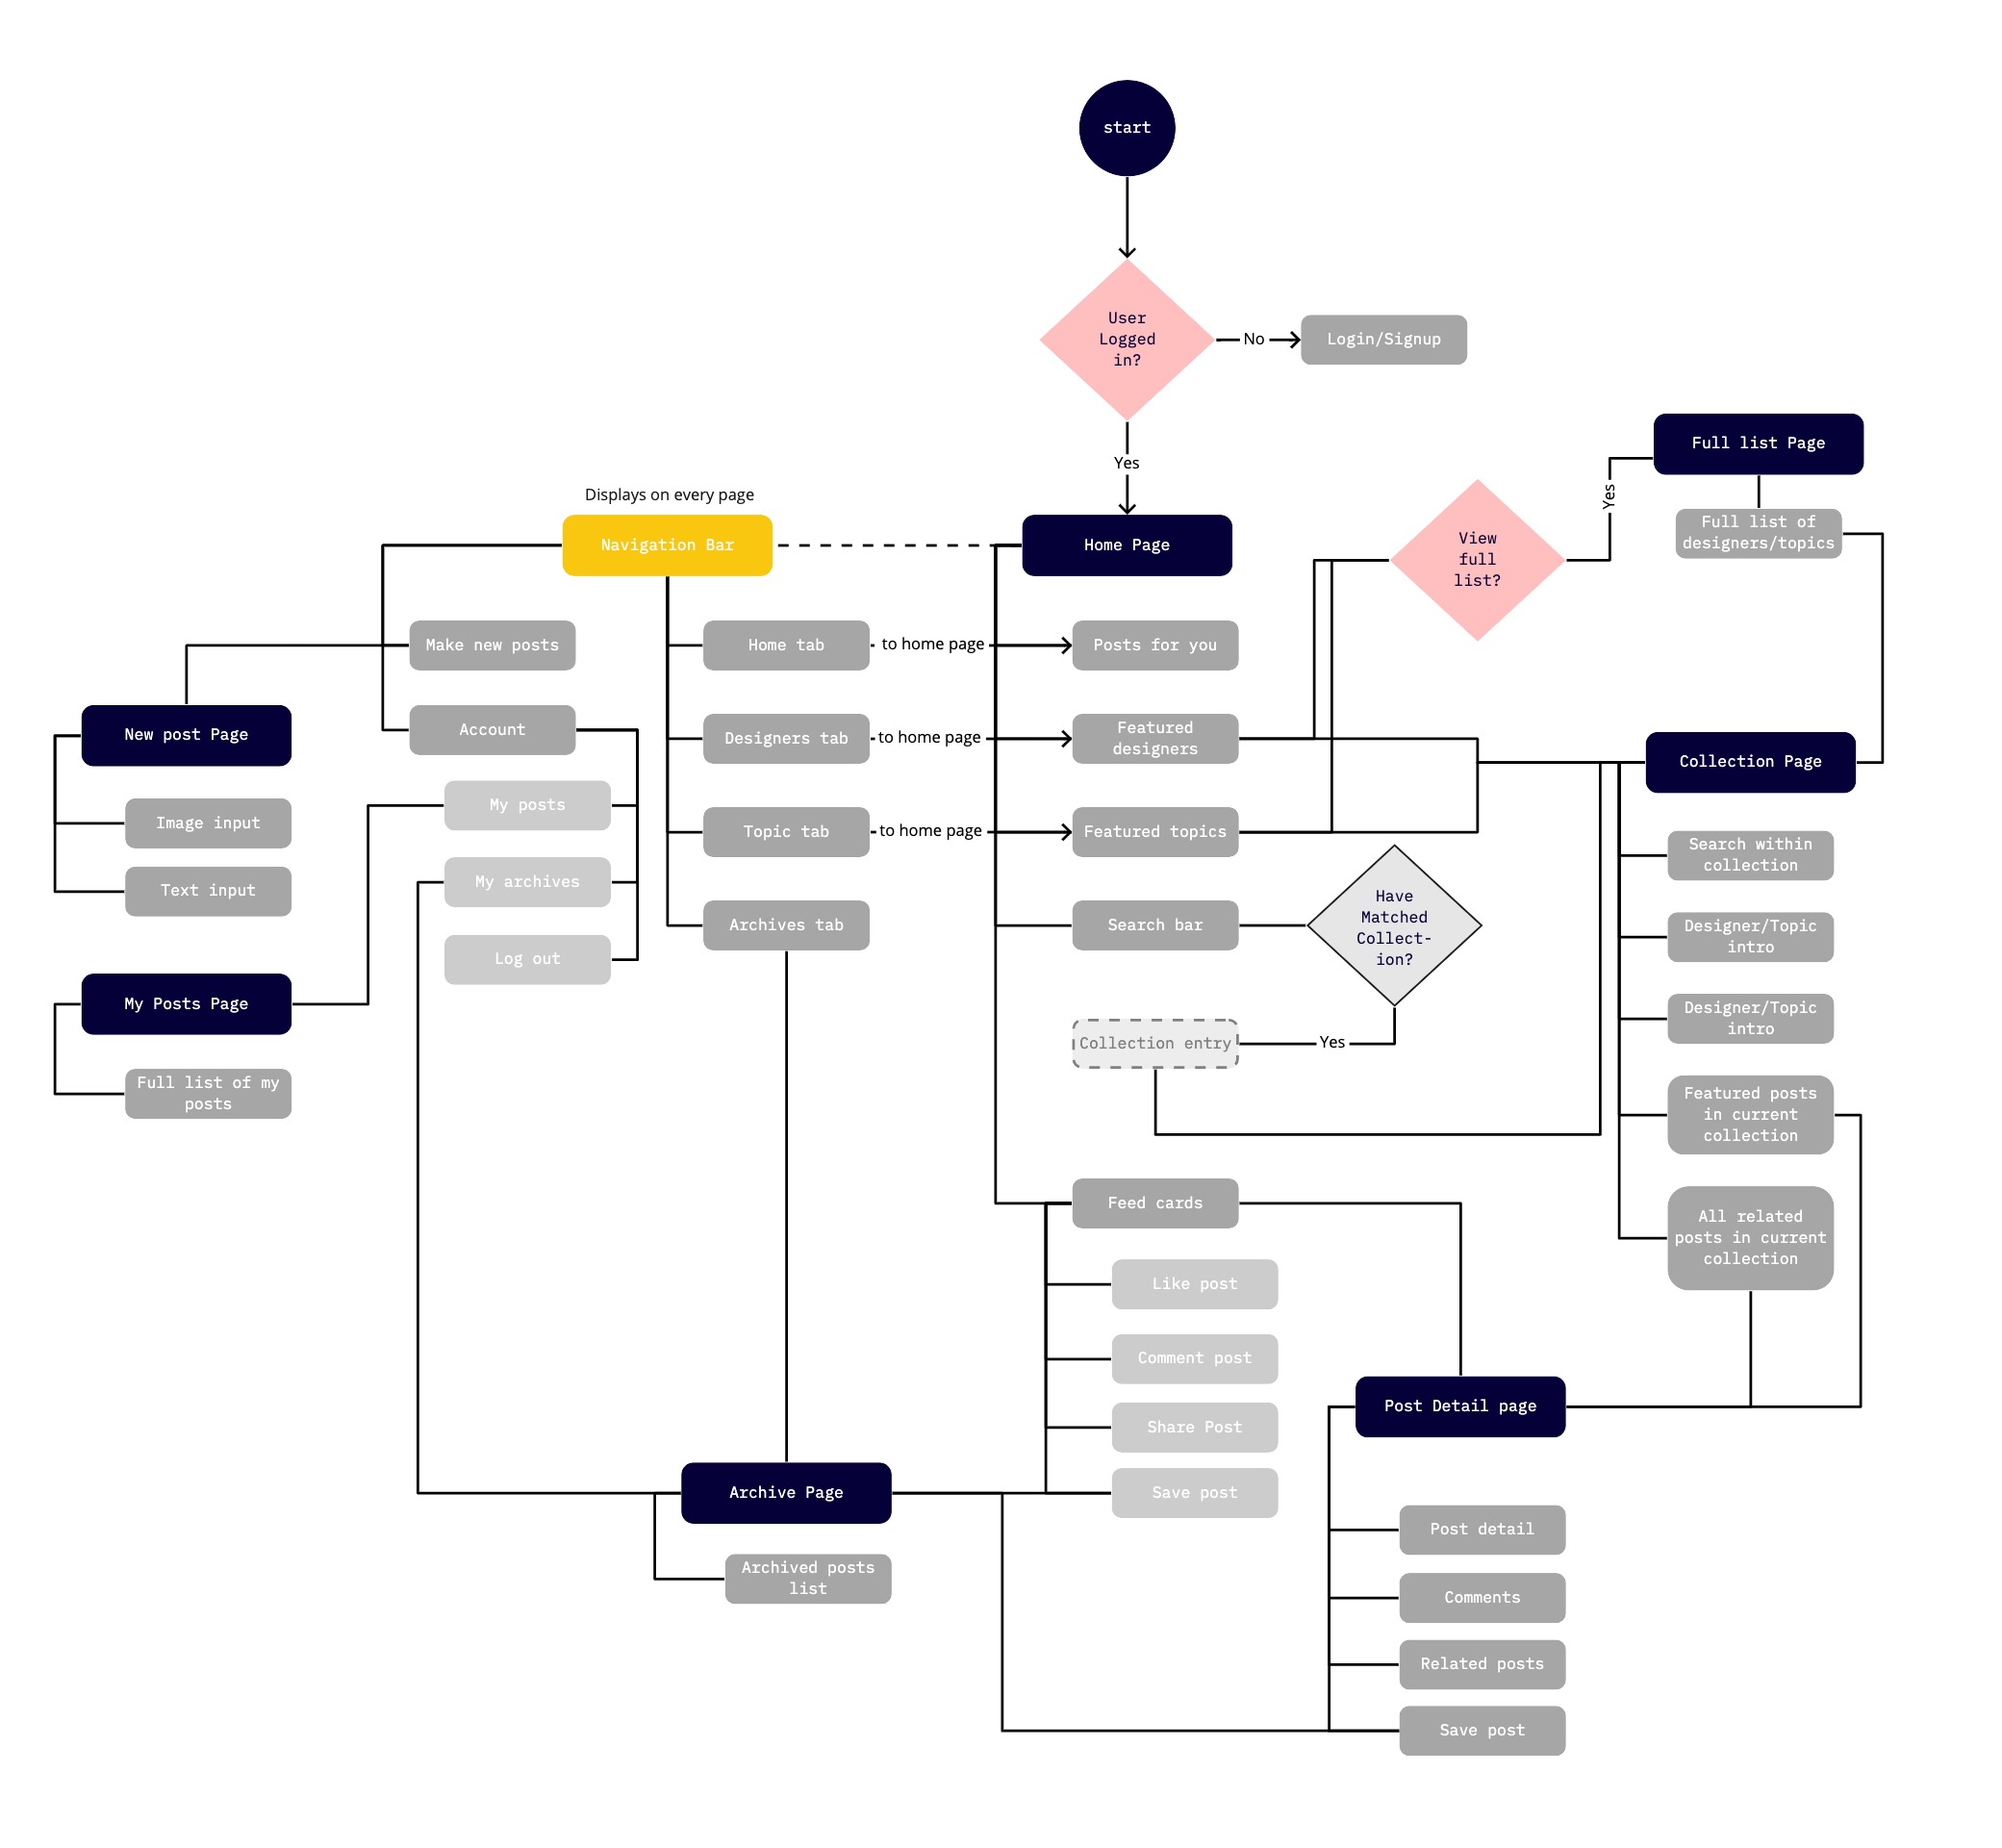 start
User
Logged
in?
No
Login/Signup
Yes
Full list Page
Yes
Full list of
designers/topics
View
full
list?
Displays on every page
Navigation Bar
Home Page
Make new posts
Home tab
to home page
Posts for you
New post Page
Account
Designers tab
to home page
Featured
designers
Collection Page
Image input
My posts
Topic tab
to home page
Featured topics
Search within
collection
Text input
My archives
Archives tab
Search bar
Have
Matched
Collect-
ion?
Designer/Topic
intro
Log out
My Posts Page
Designer/Topic
intro
Collection entry
Yes
Full list of my
posts
Featured posts
in current
collection
Feed cards
All related
posts in current
collection
Like post
Comment post
Share Post
Post Detail page
Archive Page
Save post
Post detail
Archived posts
list
Comments
Related posts
Save post